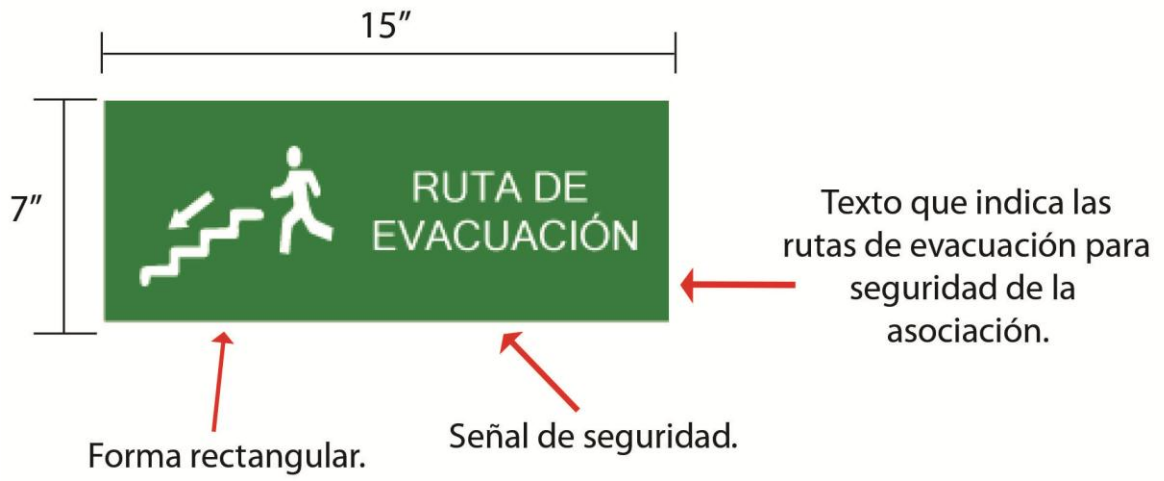 15"
7"
RUTA DE
EVACUACIÓN
Texto que indica las
rutas de evacuación para
seguridad de la
asociación.
Señal de seguridad.
Forma rectangular.